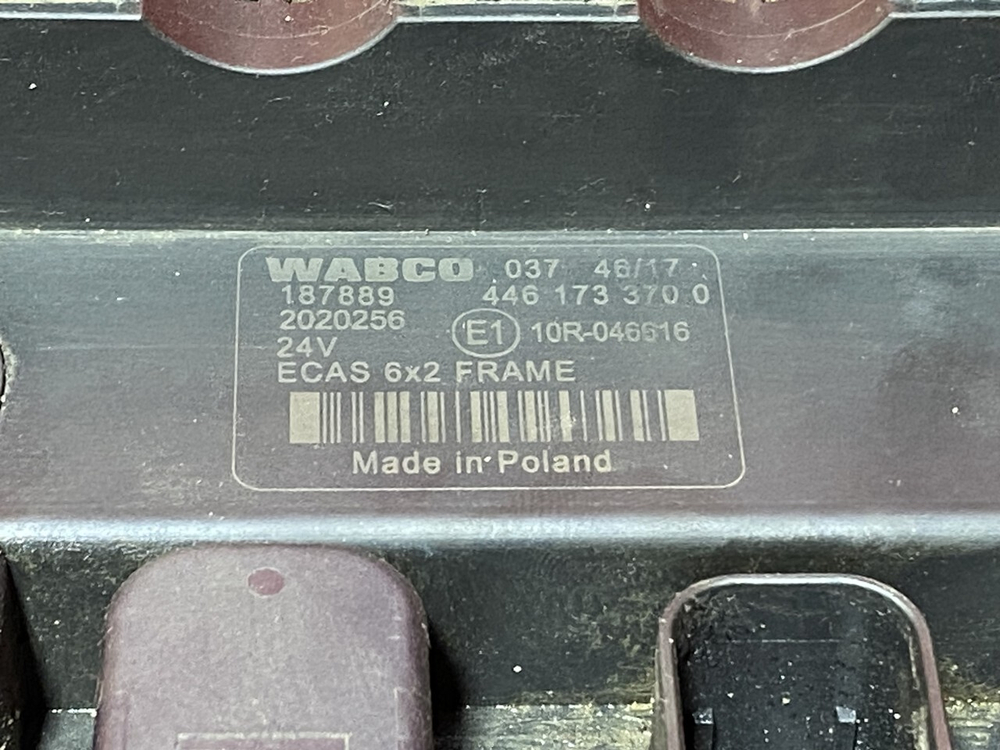 WABCO 037 46/17
187889 446 173 370 0
2020256
E1 10R-046616
24V
ECAS 6x2 FRAME
Made in Poland